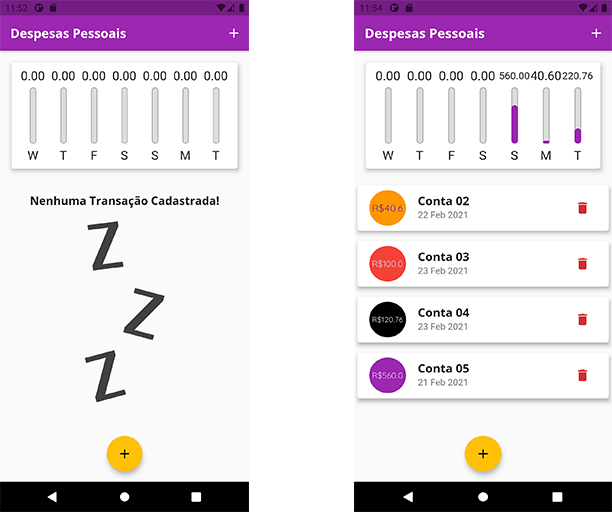 11:52
Despesas Pessoais +
0.00 0.00 0.00 0.00 0.00 0.00 0.00
W T F S S M T
Nenhuma Transação Cadastrada!
Z
Z
Z
+
11:54
Despesas Pessoais +
0.00 0.00 0.00 0.00 560.00 40.60 220.76
W T F S S M T
R$40.6
Conta 02
22 Feb 2021
R$100.0
Conta 03
23 Feb 2021
R$120.76
Conta 04
23 Feb 2021
R$560.0
Conta 05
21 Feb 2021
+